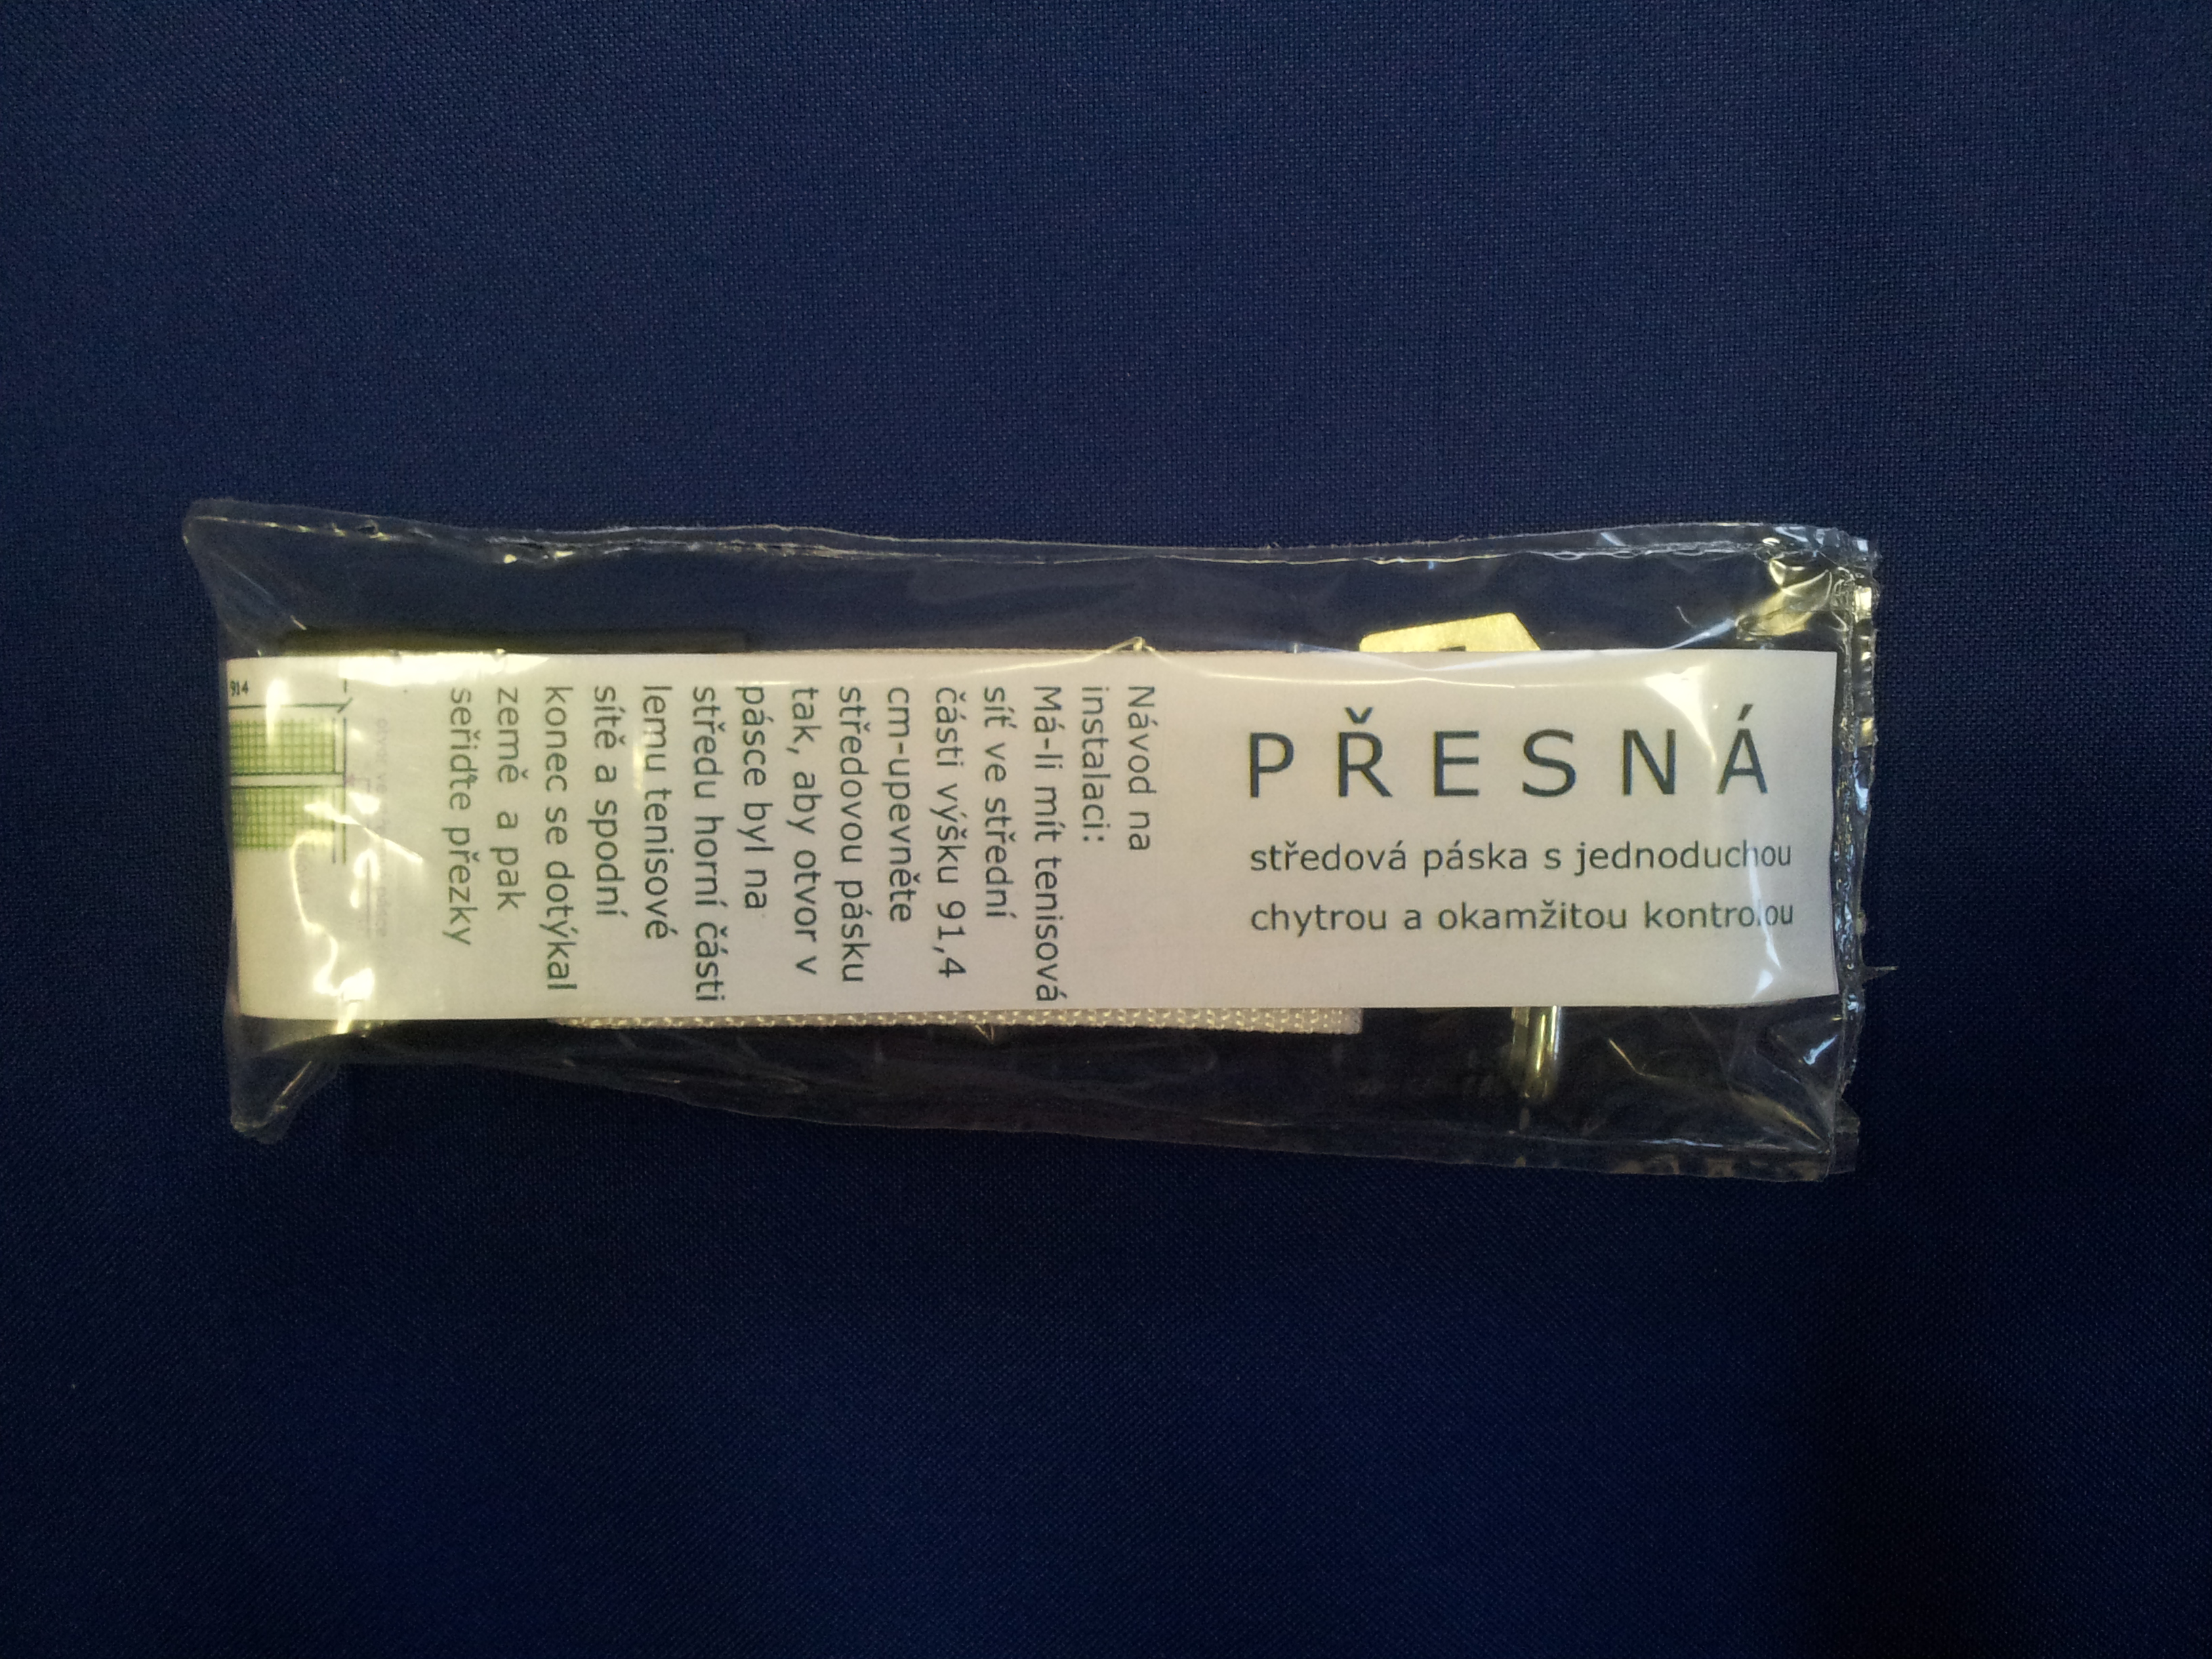 PŘESNÁ
středová páska s jednoduchou
chytrou a okamžitou kontrolou
Návod na
instalaci:
Má-li mít tenisová
síť ve střední
části výšku 91,4
cm-upevněte
středovou pásku
tak, aby otvor v
pásce byl na
středu horní části
lemu tenisové
sítě a spodní
konec se dotýkal
země a pak
seřiďte přezky
914